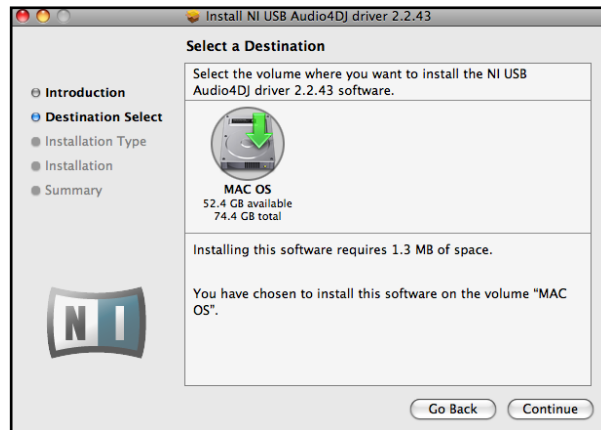 Install NI USB Audio4DJ driver 2.2.43
Select a Destination
Introduction
Destination Select
Installation Type
Installation
Summary
Select the volume where you want to install the NI USB
Audio4DJ driver 2.2.43 software.
MAC OS
52.4 GB available
74.4 GB total
Installing this software requires 1.3 MB of space.
You have chosen to install this software on the volume “MAC
OS”.
NI
Go Back
Continue